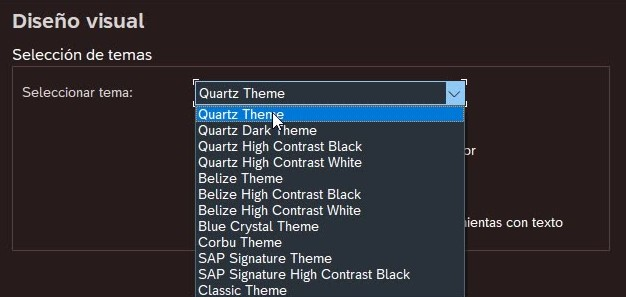 Diseño visual
Selección de temas
Seleccionar tema:
Quartz Theme
Quartz Theme
Quartz Dark Theme
Quartz High Contrast Black
or
Quartz High Contrast White
Belize Theme
Belize High Contrast Black
Belize High Contrast White
Blue Crystal Theme
ientas con texto
Corbu Theme
SAP Signature Theme
SAP Signature High Contrast Black
Classic Theme